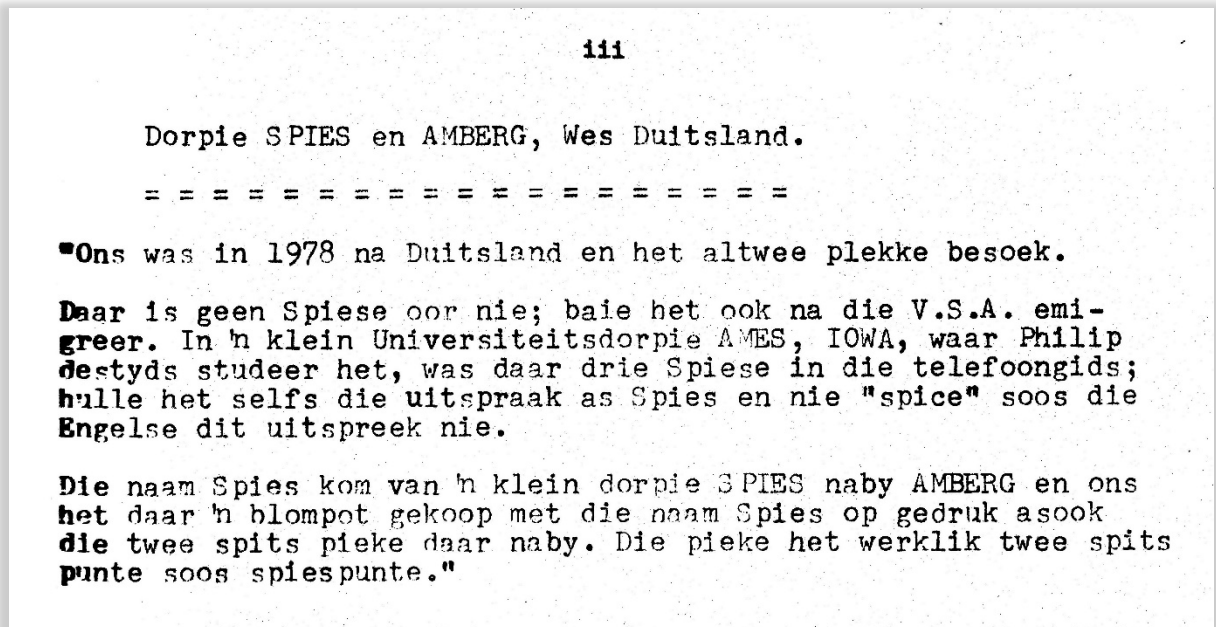 iii
Dorpie SPIES en AMBERG, Wes Duitsland.
= = = = = = = = = = = = = = = = = = =
"Ons was in 1978 na Duitsland en het altwee plekke besoek.
Daar is geen Spiese oor nie; baie het ook na die V.S.A. emi-
greer. In 'n klein Universiteitsdorpie AMES, IOWA, waar Philip
destyds studeer het, was daar drie Spiese in die telefoongids;
hulle het selfs die uitspraak as Spies en nie "spice" soos die
Engelse dit uitspreek nie.
Die naam Spies kom van 'n klein dorpie SPIES naby AMBERG en ons
het daar 'n blompot gekoop met die naam Spies op gedruk asook
die twee spits pieke daar naby. Die pieke het werklik twee spits
punte soos spiespunte."